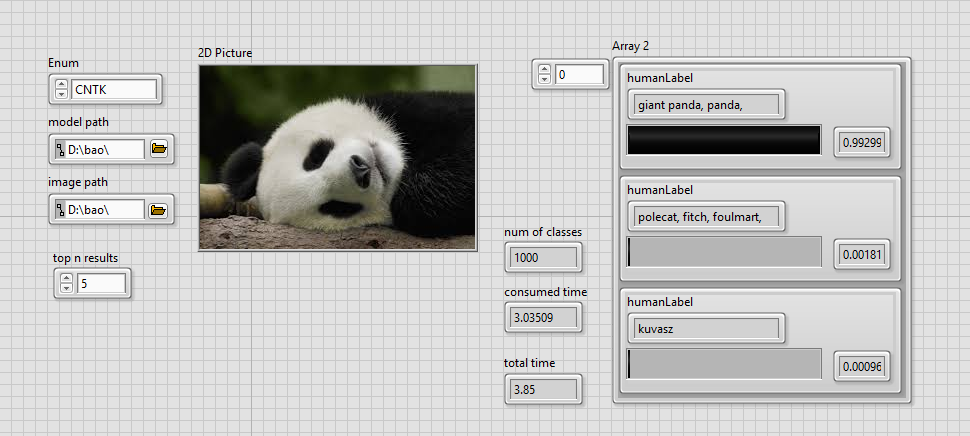 Enum
CNTK
model path
D:\bao\
image path
D:\bao\
top n results
5
2D Picture
num of classes
1000
consumed time
3.03509
total time
3.85
Array 2
0
humanLabel
giant panda, panda,
0.99299
humanLabel
polecat, fitch, foulmart,
0.00181
humanLabel
kuvasz
0.00096